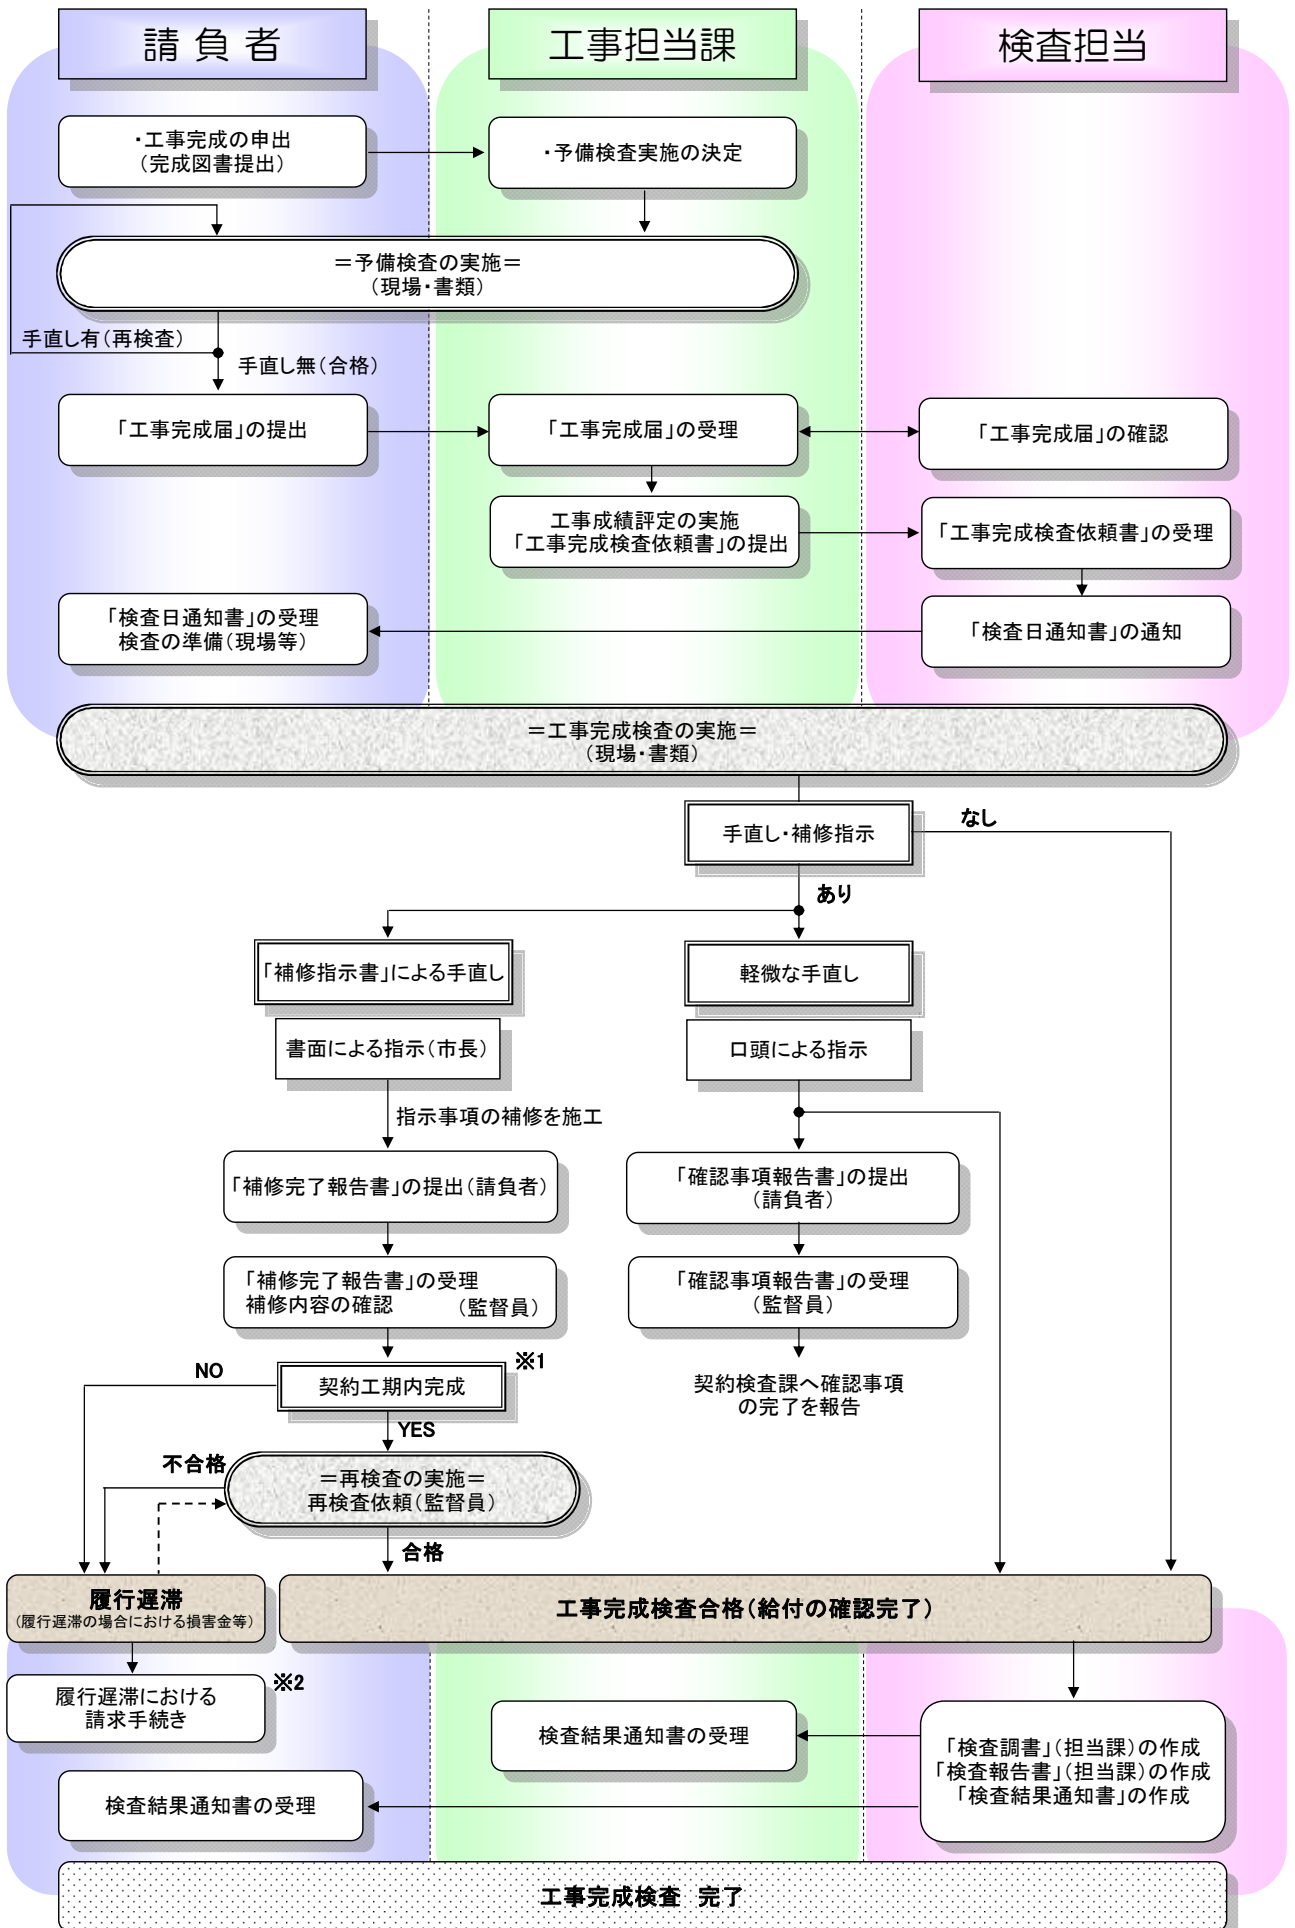 請 負 者
工事担当課
検査担当
・工事完成の申出
（完成図書提出）
・予備検査実施の決定
＝予備検査の実施＝
（現場・書類）
手直し有（再検査）
手直し無（合格）
「工事完成届」の提出
「工事完成届」の受理
「工事完成届」の確認
工事成績評定の実施
「工事完成検査依頼書」の提出
「工事完成検査依頼書」の受理
「検査日通知書」の受理
検査の準備（現場等）
「検査日通知書」の通知
＝工事完成検査の実施＝
（現場・書類）
手直し・補修指示
なし
あり
「補修指示書」による手直し
軽微な手直し
書面による指示（市長）
口頭による指示
指示事項の補修を施工
「補修完了報告書」の提出（請負者）
「確認事項報告書」の提出
（請負者）
「補修完了報告書」の受理
補修内容の確認　　（監督員）
「確認事項報告書」の受理
（監督員）
NO
契約工期内完成
※1
契約検査課へ確認事項
の完了を報告
YES
不合格
＝再検査の実施＝
再検査依頼（監督員）
合格
履行遅滞
（履行遅滞の場合における損害金等）
工事完成検査合格（給付の確認完了）
※2
履行遅滞における
請求手続き
検査結果通知書の受理
「検査調書」（担当課）の作成
「検査報告書」（担当課）の作成
「検査結果通知書」の作成
検査結果通知書の受理
工事完成検査　完了